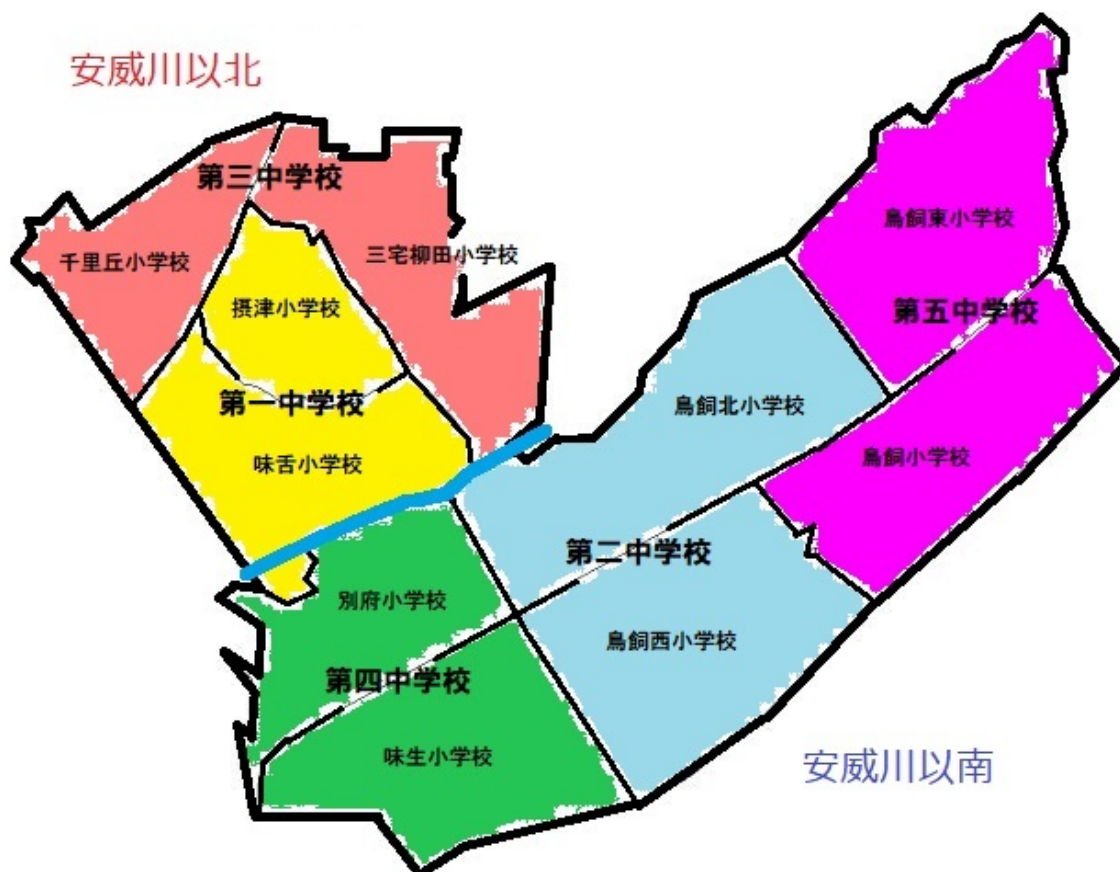 安威川以北
第三中学校
千里丘小学校
三宅柳田小学校
摂津小学校
第一中学校
味舌小学校
鳥飼東小学校
第五中学校
鳥飼北小学校
鳥飼小学校
第二中学校
鳥飼西小学校
別府小学校
第四中学校
味生小学校
安威川以南